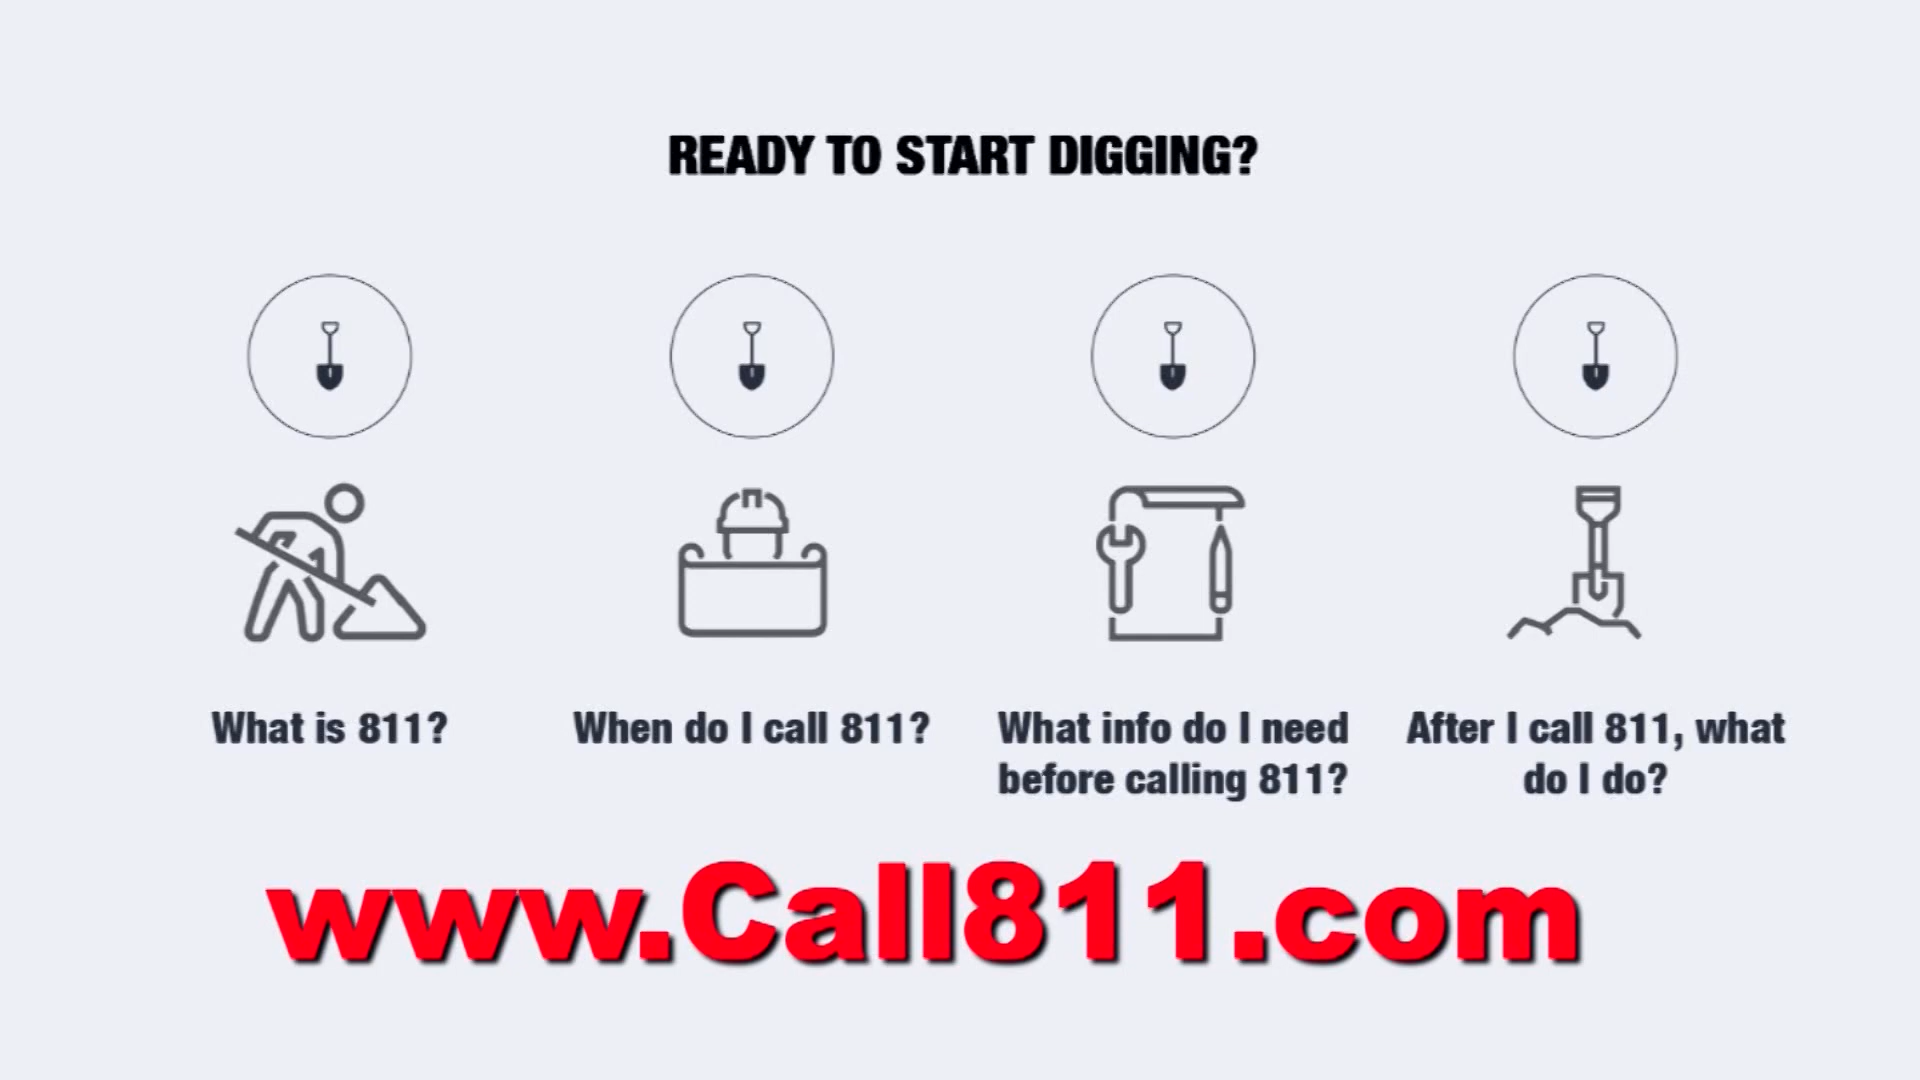 READY TO START DIGGING?
What is 811?
When do I call 811?
What info do I need
before calling 811?
After I call 811, what
do I do?
www.Call811.com